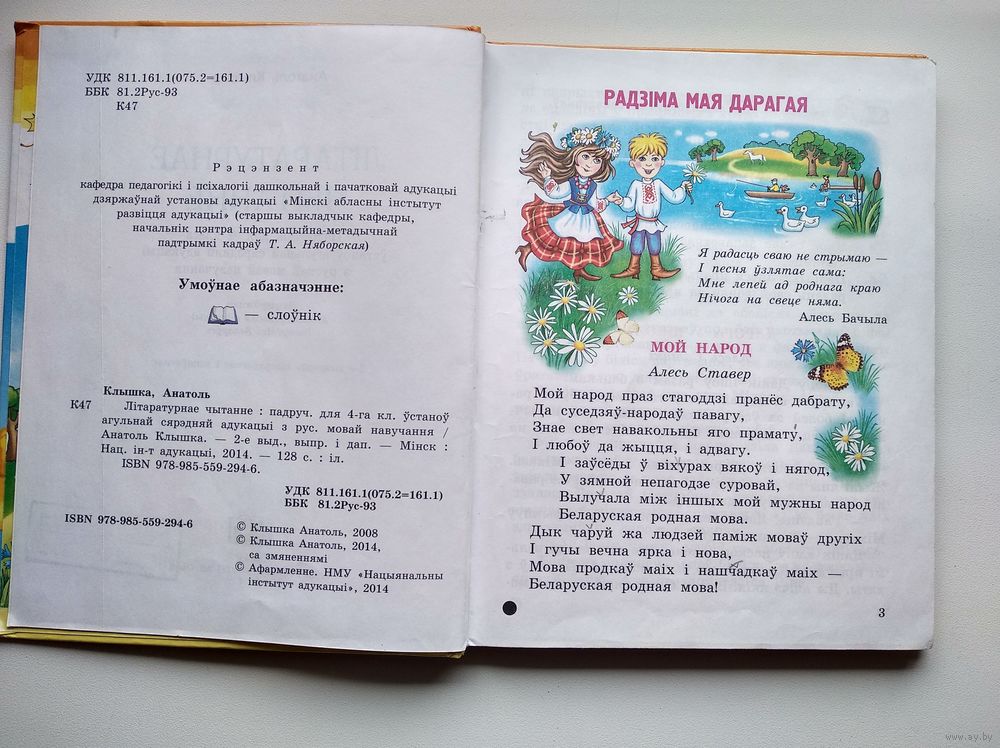 УДК 811.161.1(075.2=161.1)
ББК 81.2Рус-93
К47
Рэцэнзент
кафедра педагогікі і псіхалогіі дашкольнай і пачатковай адукацыі
дзяржаўнай установы адукацыі «Мінскі абласны інстытут
развіцця адукацыі» (старшы выкладчык кафедры,
начальнік цэнтра інфармацыйна-метадычнай
падтрымкі кадраў Т. А. Няборская)
Умоўнае абазначэнне:
— слоўнік
Клышка, Анатоль
К47 Літаратурнае чытанне : падруч. для 4-га кл. ўстаноў
агульнай сярэдняй адукацыі з рус. мовай навучання /
Анатоль Клышка. — 2-е выд., выпр. і дап. — Мінск :
Нац. ін-т адукацыі, 2014. — 128 с. : іл.
ISBN 978-985-559-294-6.
УДК 811.161.1(075.2=161.1)
ББК 81.2Рус-93
ISBN 978-985-559-294-6
© Клышка Анатоль, 2008
© Клышка Анатоль, 2014,
са змяненнямі
© Афармленне. НМУ «Нацыянальны
інстытут адукацыі», 2014
РАДЗІМА МАЯ ДАРАГАЯ
Я радасць сваю не стрымаю —
І песня ўзлятае сама:
Мне лепей ад роднага краю
Нічога на свеце няма.
Алесь Бачыла
МОЙ НАРОД
Алесь Ставер
Мой народ праз стагоддзі пранёс дабрату,
Да суседзяў-народаў павагу,
Знае свет навакольны яго прамату,
І любоў да жыцця, і адвагу.
І заўсёды ў віхурах вякоў і нягод,
У зямной непагодзе суровай,
Вылучала між іншых мой мужны народ
Беларуская родная мова.
Дык чаруй жа людзей паміж моваў другіх
І гучы вечна ярка і нова,
Мова продкаў маіх і нашчадкаў маіх —
Беларуская родная мова!
3
www.ay.by